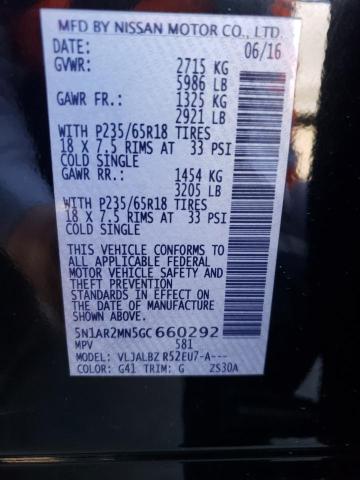 MFD BY NISSAN MOTOR CO., LTD.
DATE: 06/16
GVWR: 2715 KG
5986 LB
GAWR FR.: 1325 KG
2921 LB
WITH P235/65R18 TIRES
18 X 7.5 RIMS AT 33 PSI
COLD SINGLE
GAWR RR.: 1454 KG
3205 LB
WITH P235/65R18 TIRES
18 X 7.5 RIMS AT 33 PSI
COLD SINGLE
THIS VEHICLE CONFORMS TO
ALL APPLICABLE FEDERAL
MOTOR VEHICLE SAFETY
AND THEFT PREVENTION
STANDARDS IN EFFECT ON
THE DATE OF MANUFACTURE
SHOWN ABOVE.
5N1AR2MN5GC660292
MPV 581
MODEL: VLJALBZ R52EU7-A---
COLOR: G41 TRIM: G ZS30A